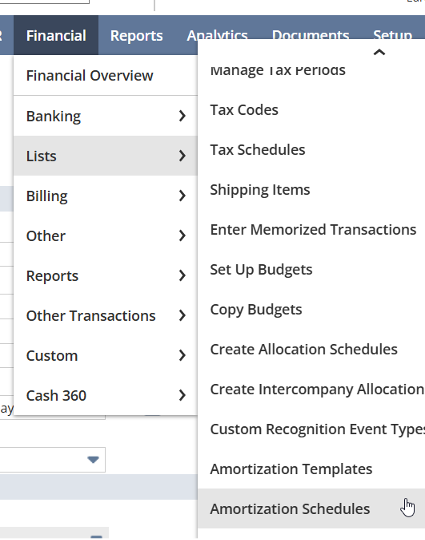 Financial Reports Analytics Documents Setup
Financial Overview
Banking
Lists
Billing
Other
Reports
Other Transactions
Custom
Cash 360
ay
Manage Tax Periods
Tax Codes
Tax Schedules
Shipping Items
Enter Memorized Transactions
Set Up Budgets
Copy Budgets
Create Allocation Schedules
Create Intercompany Allocation
Custom Recognition Event Types
Amortization Templates
Amortization Schedules